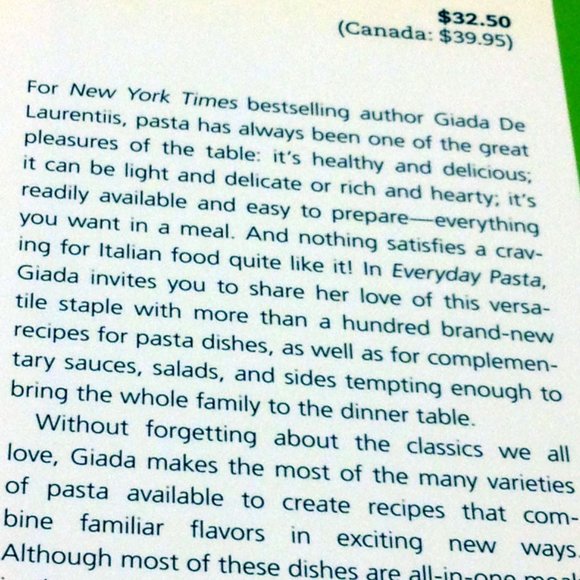 $32.50
(Canada: $39.95)
For New York Times bestselling author Giada De
Laurentiis, pasta has always been one of the great
pleasures of the table: it's healthy and delicious;
it can be light and delicate or rich and hearty; it's
readily available and easy to prepare—everything
you want in a meal. And nothing satisfies a crav-
ing for Italian food quite like it! In Everyday Pasta,
Giada invites you to share her love of this versa-
tile staple with more than a hundred brand-new
recipes for pasta dishes, as well as for complemen-
tary sauces, salads, and sides tempting enough to
bring the whole family to the dinner table.
Without forgetting about the classics we all
love, Giada makes the most of the many varieties
of pasta available to create recipes that com-
bine familiar flavors in exciting new ways.
Although most of these dishes are all-in-one meal